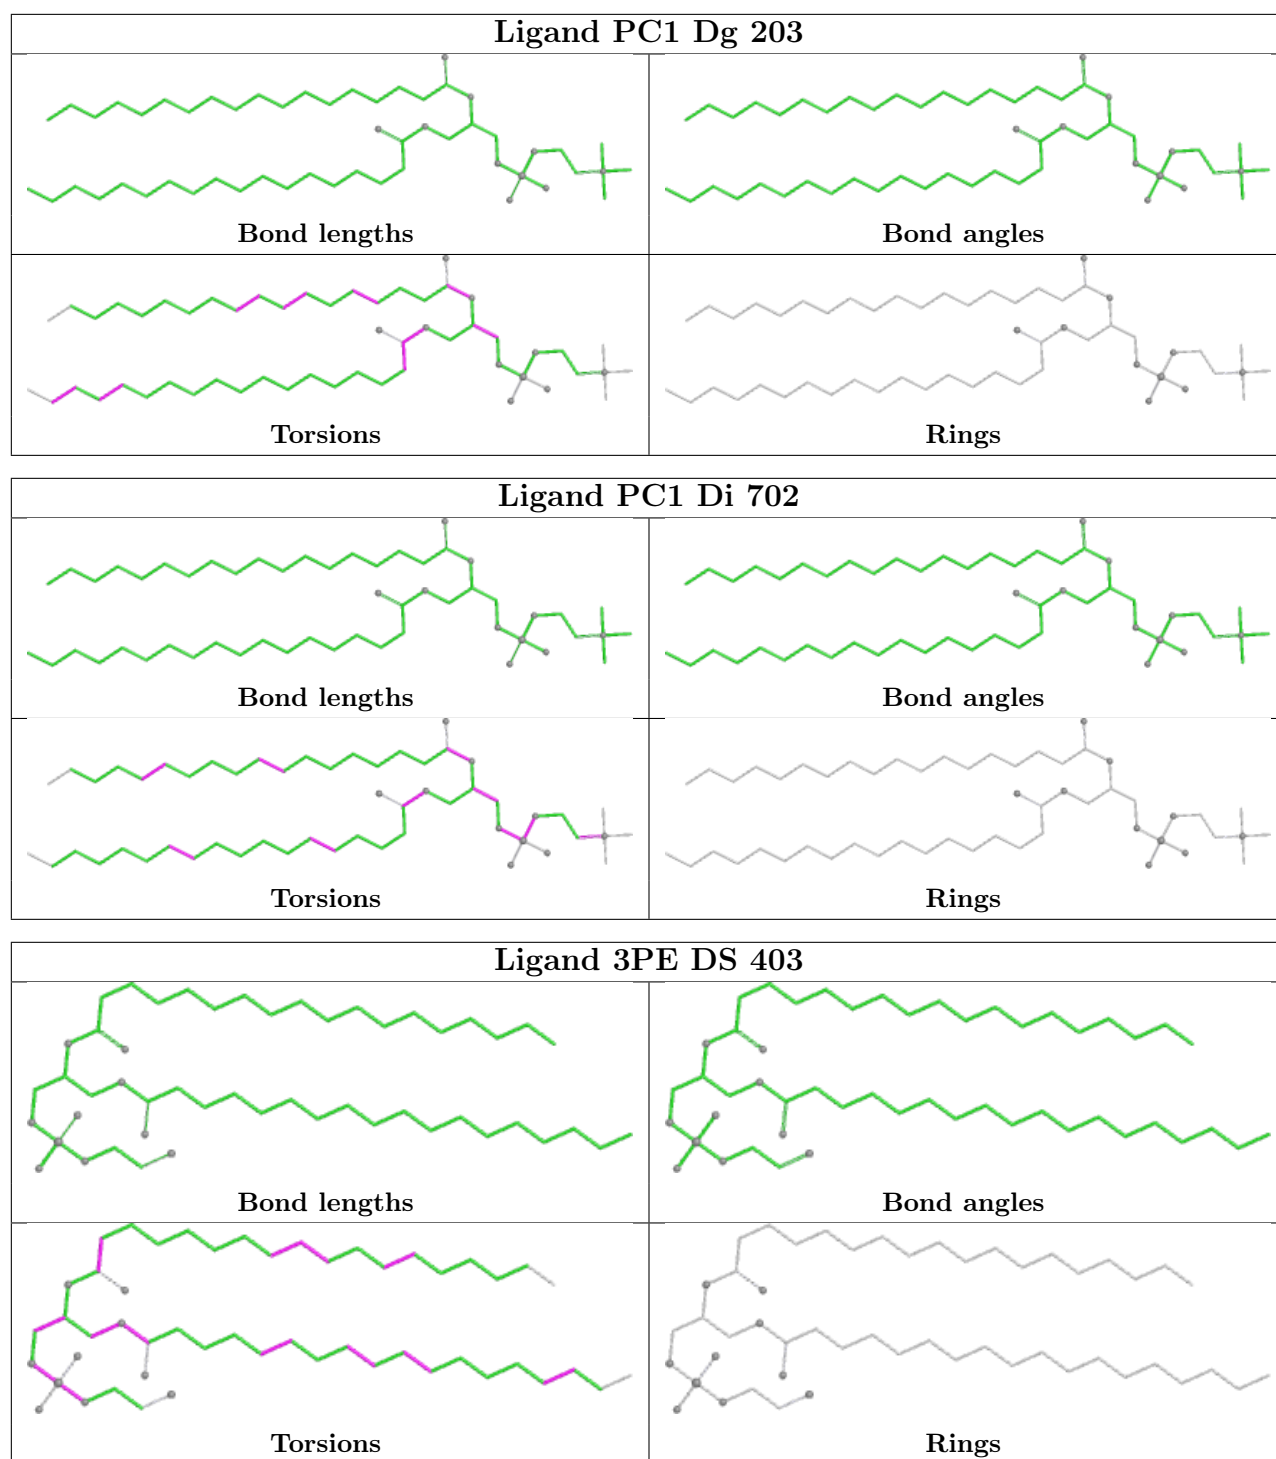 Ligand PC1 Dg 203
Bond lengths
Bond angles
Torsions
Rings
Ligand PC1 Di 702
Bond lengths
Bond angles
Torsions
Rings
Ligand 3PE DS 403
Bond lengths
Bond angles
Torsions
Rings